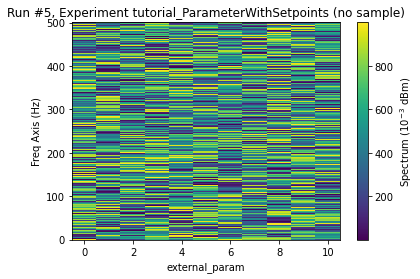 Run #5, Experiment tutorial_ParameterWithSetpoints (no sample)
500
400
300
200
100
0
Freq Axis (Hz)
0 2 4 6 8 10
external_param
800
600
400
200
Spectrum (10⁻³ dBm)